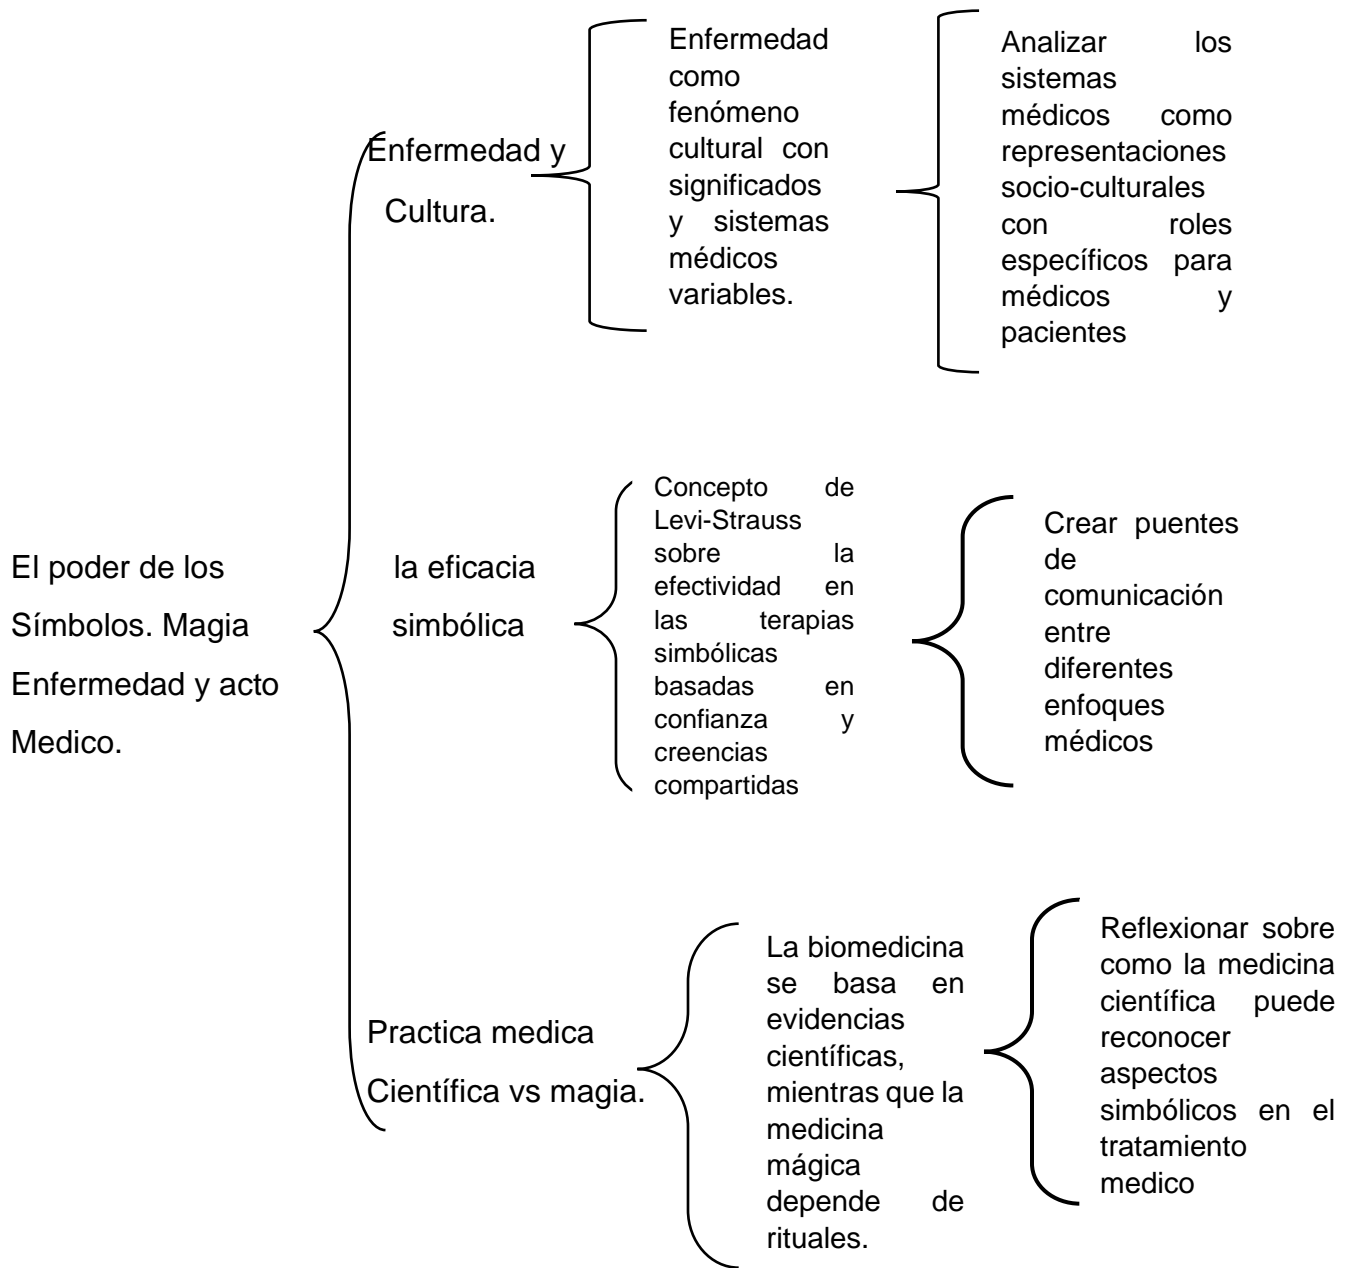 El poder de los
Símbolos. Magia
Enfermedad y acto
Medico.
Enfermedad y
Cultura.
Enfermedad
como
fenómeno
cultural con
significados
y sistemas
médicos
variables.
Analizar los
sistemas
médicos como
representaciones
socio-culturales
con roles
específicos para
médicos y
pacientes
la eficacia
simbólica
Concepto de
Levi-Strauss
sobre la
efectividad en
las terapias
simbólicas
basadas en
confianza y
creencias
compartidas
Crear puentes
de
comunicación
entre
diferentes
enfoques
médicos
Practica medica
Científica vs magia.
La biomedicina
se basa en
evidencias
científicas,
mientras que la
medicina
mágica
depende de
rituales.
Reflexionar sobre
como la medicina
científica puede
reconocer
aspectos
simbólicos en el
tratamiento
medico